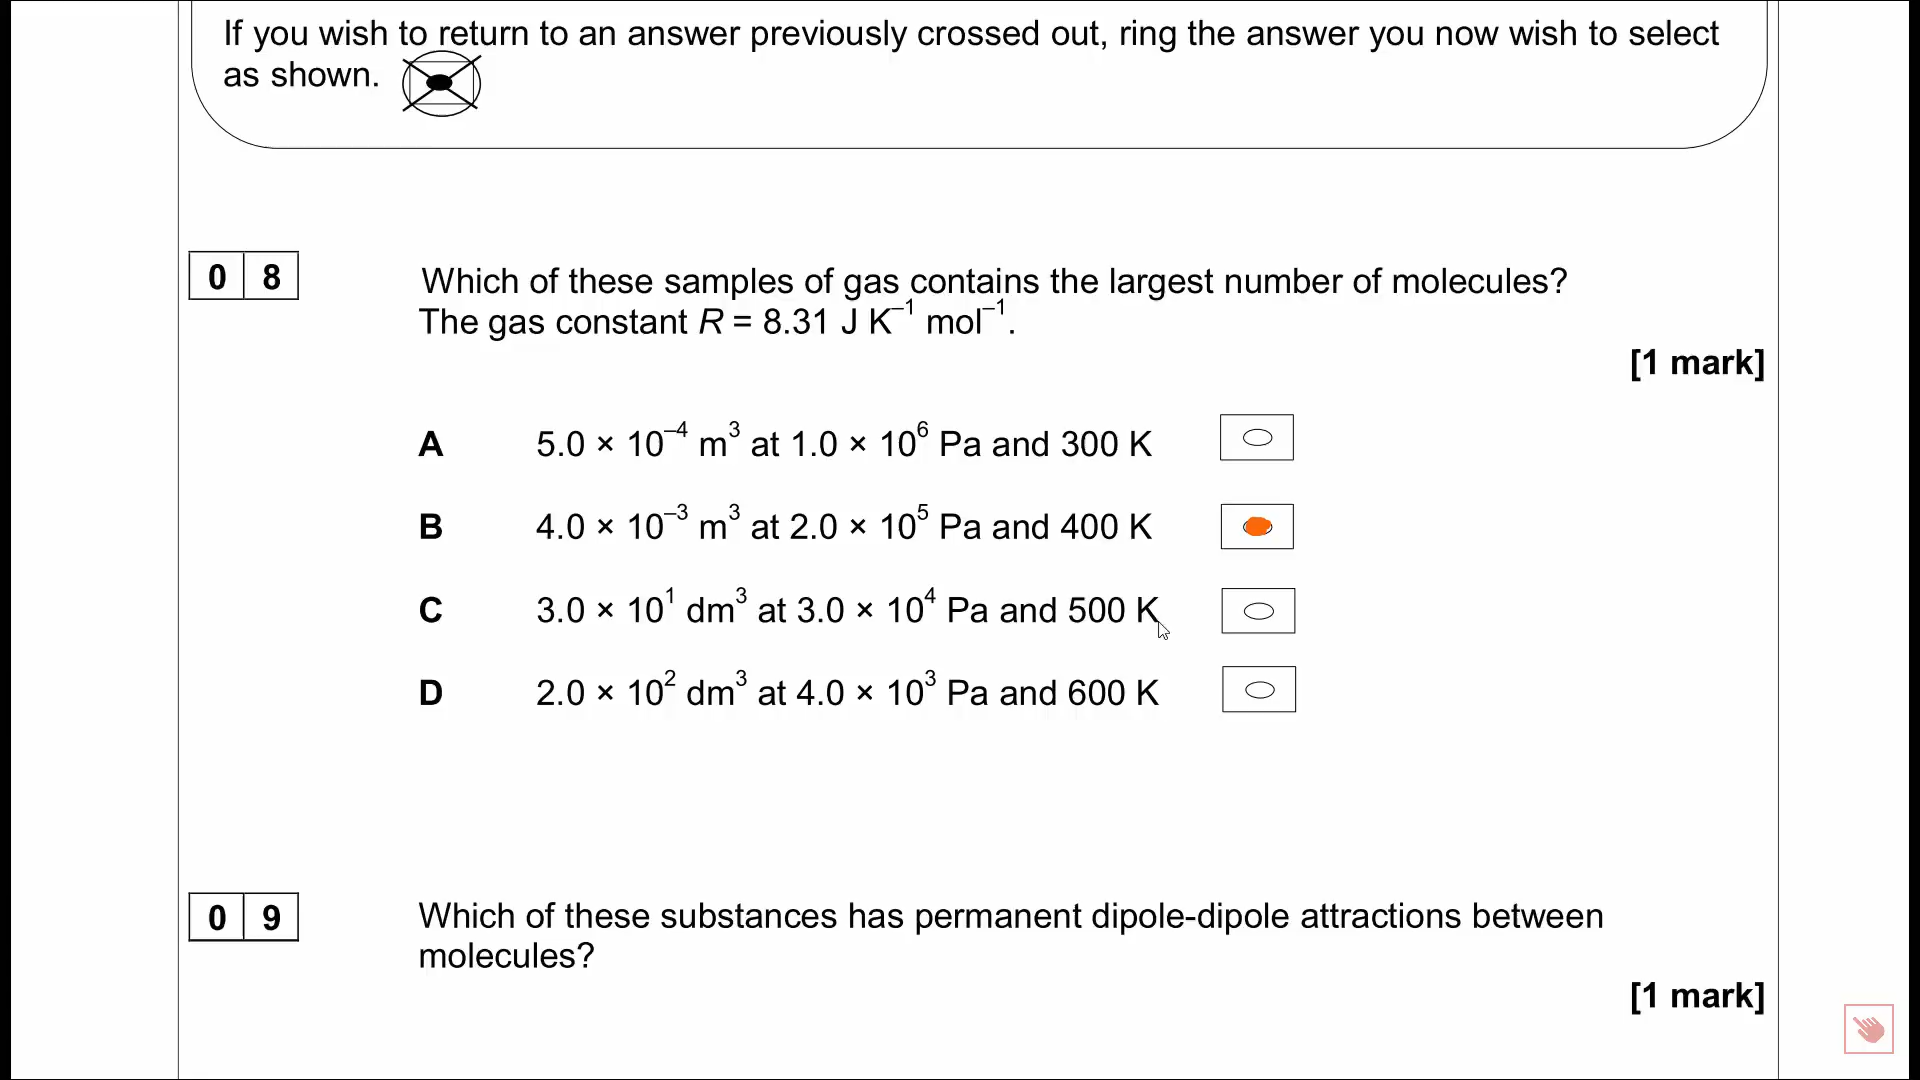 If you wish to return to an answer previously crossed out, ring the answer you now wish to select
as shown.
0 8
Which of these samples of gas contains the largest number of molecules?
The gas constant R = 8.31 J K⁻¹ mol⁻¹.
[1 mark]
A 5.0 × 10⁻⁴ m³ at 1.0 × 10⁶ Pa and 300 K
B 4.0 × 10⁻³ m³ at 2.0 × 10⁵ Pa and 400 K
C 3.0 × 10¹ dm³ at 3.0 × 10⁴ Pa and 500 K
D 2.0 × 10² dm³ at 4.0 × 10³ Pa and 600 K
0 9
Which of these substances has permanent dipole-dipole attractions between
molecules?
[1 mark]